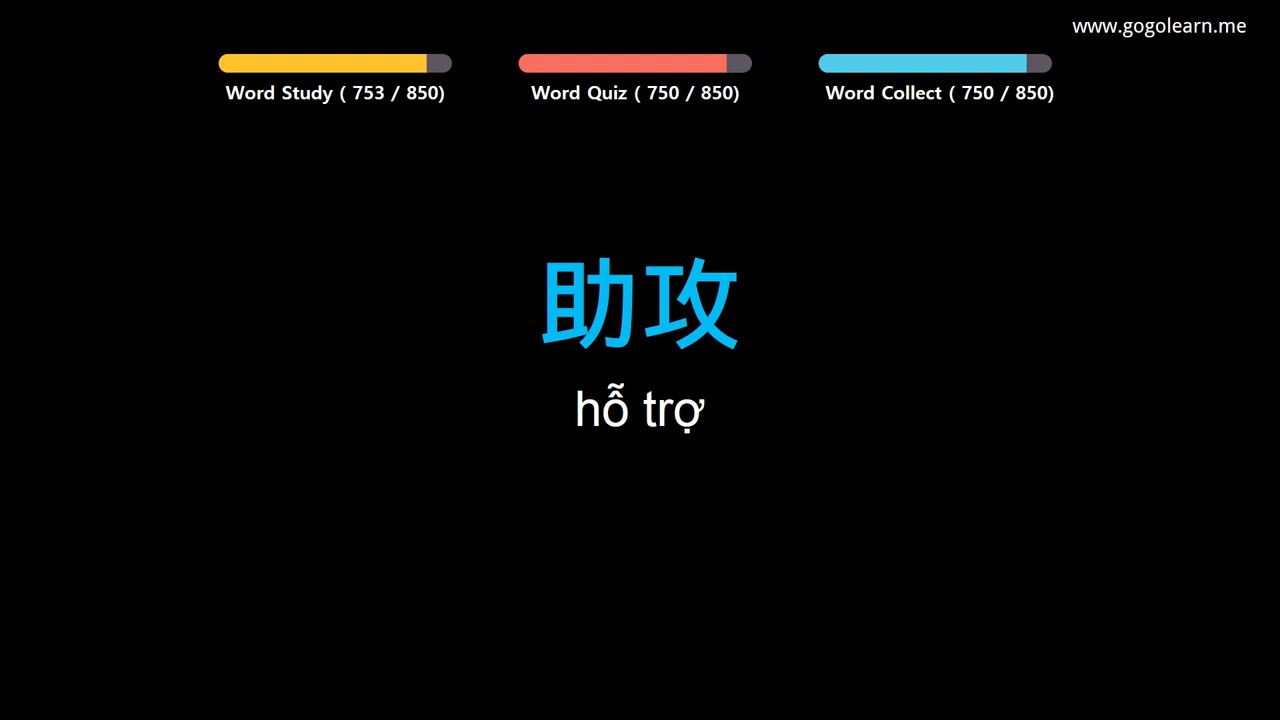 www.gogolearn.me
Word Study ( 753 / 850)
Word Quiz ( 750 / 850)
Word Collect ( 750 / 850)
助攻
hỗ trợ